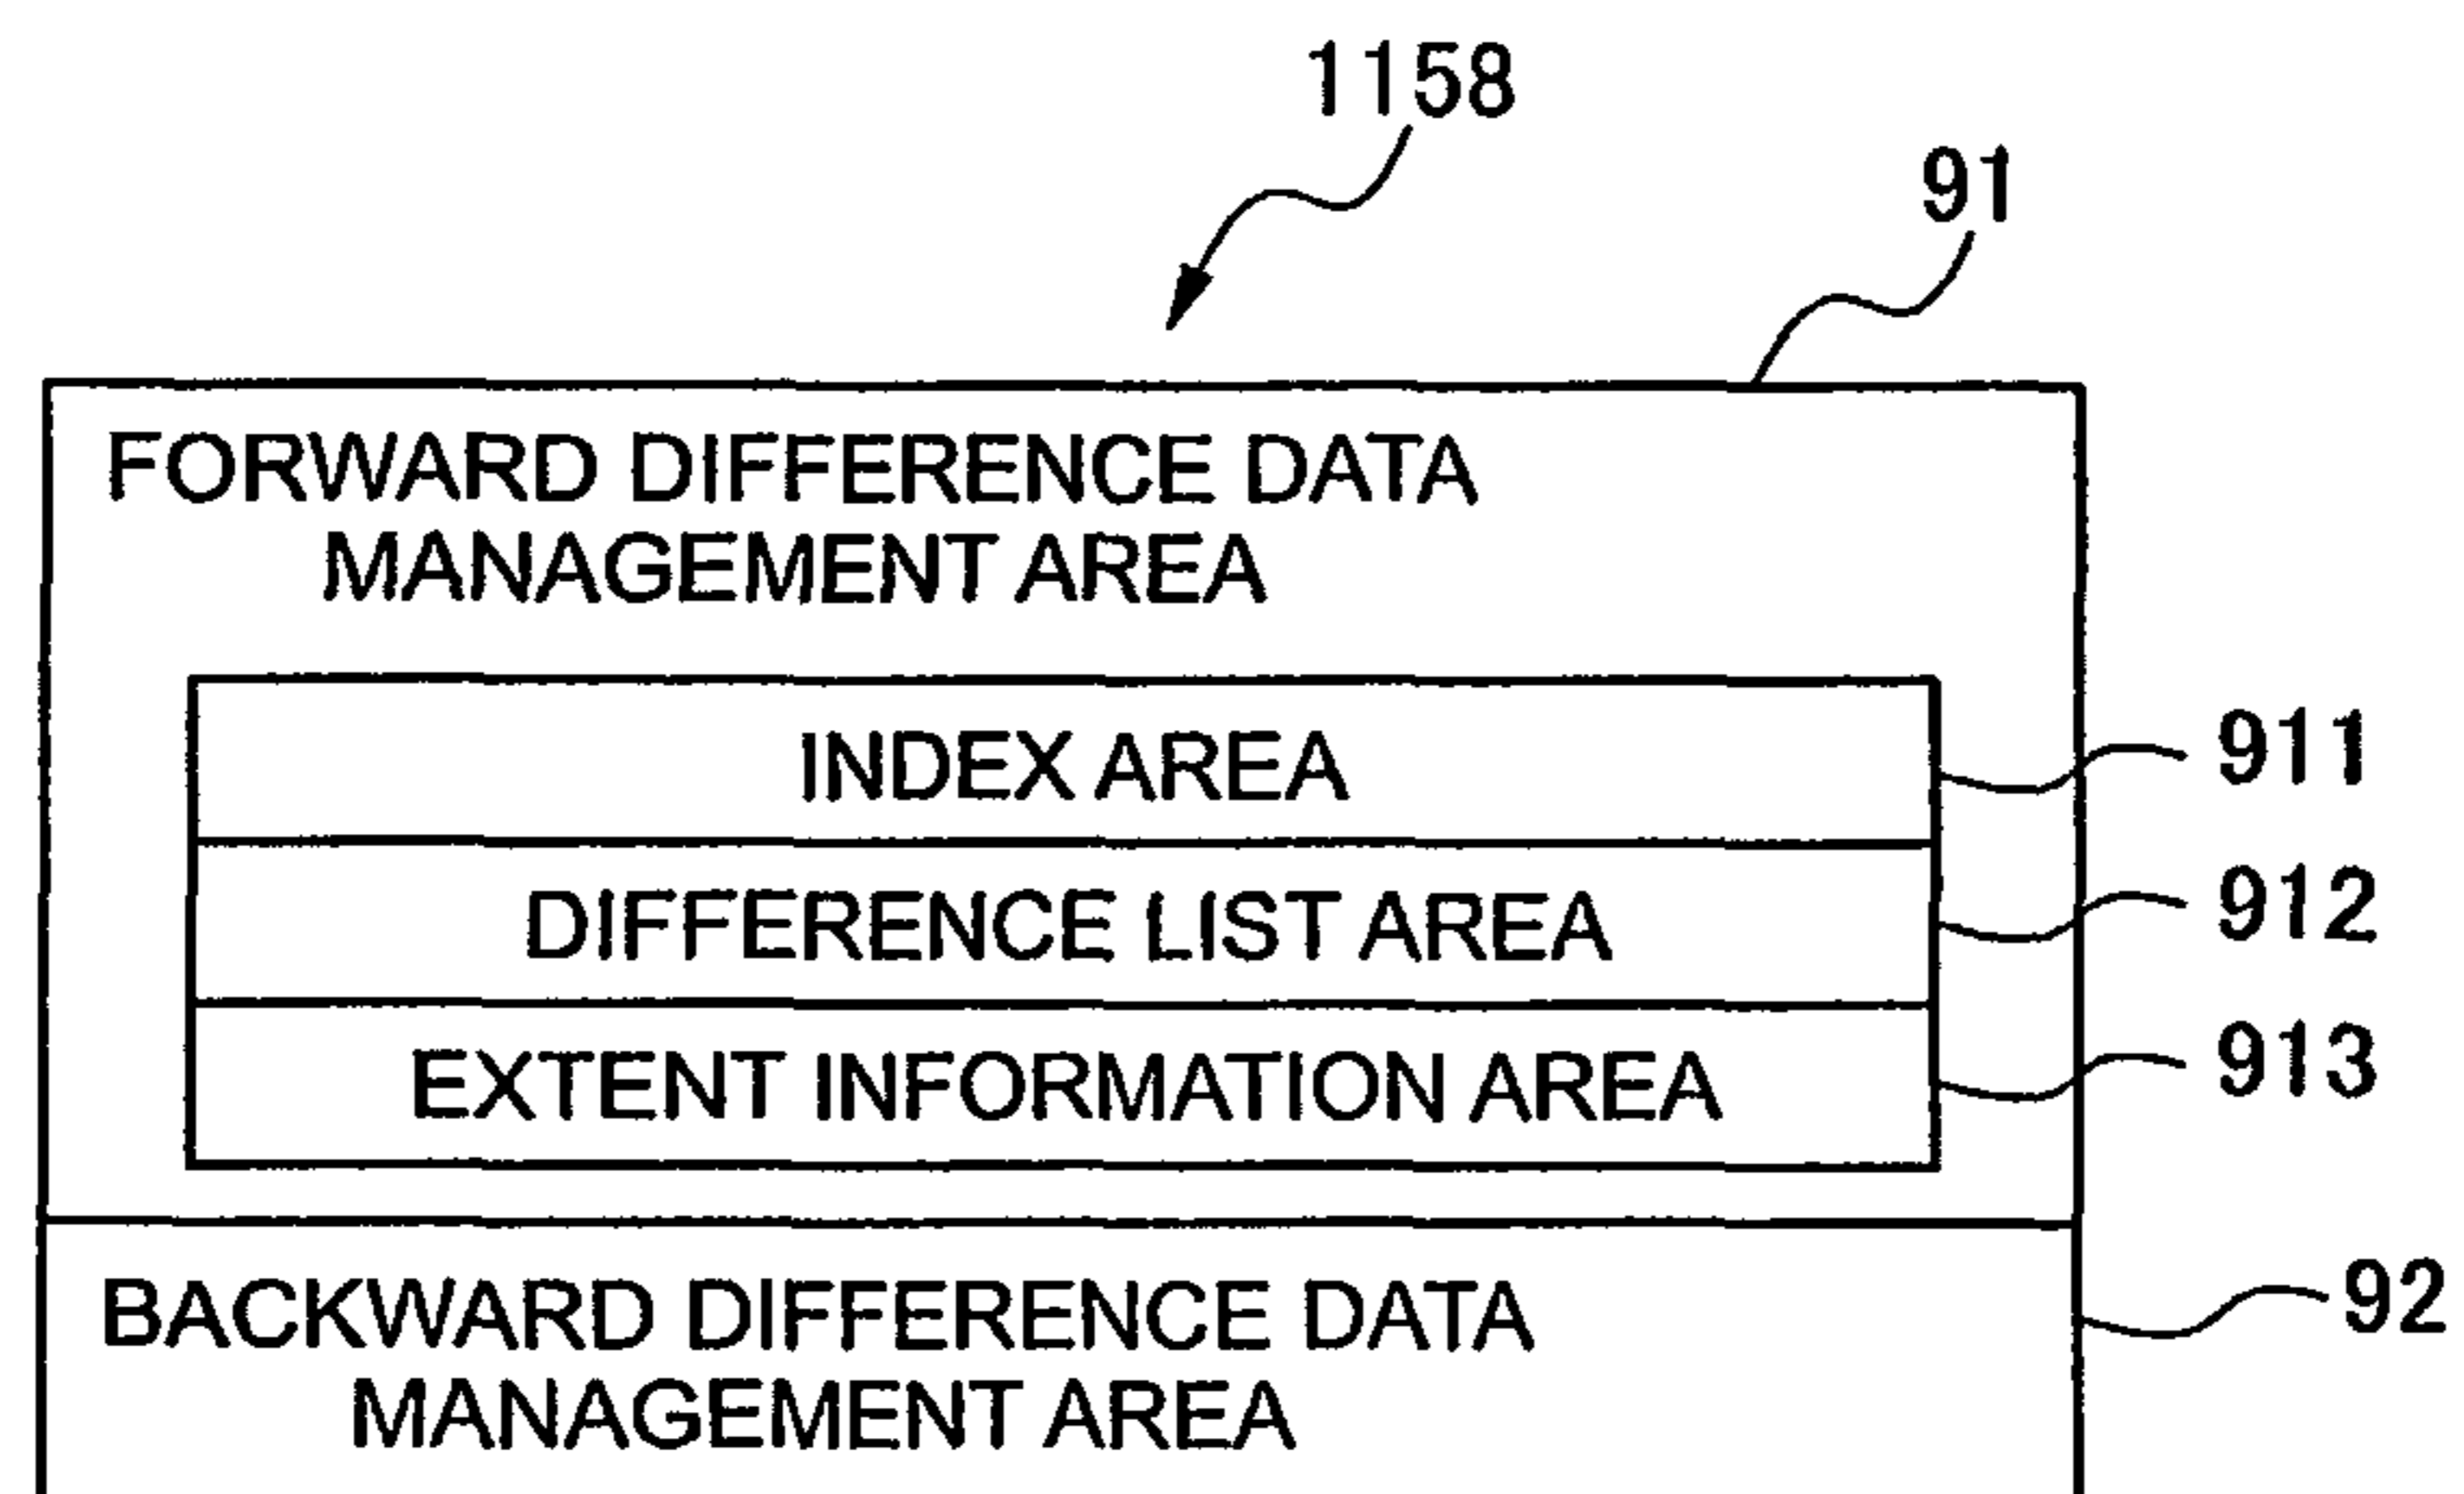 1158
91
FORWARD DIFFERENCE DATA
MANAGEMENT AREA
INDEX AREA
911
DIFFERENCE LIST AREA
912
EXTENT INFORMATION AREA
913
BACKWARD DIFFERENCE DATA
92
MANAGEMENT AREA